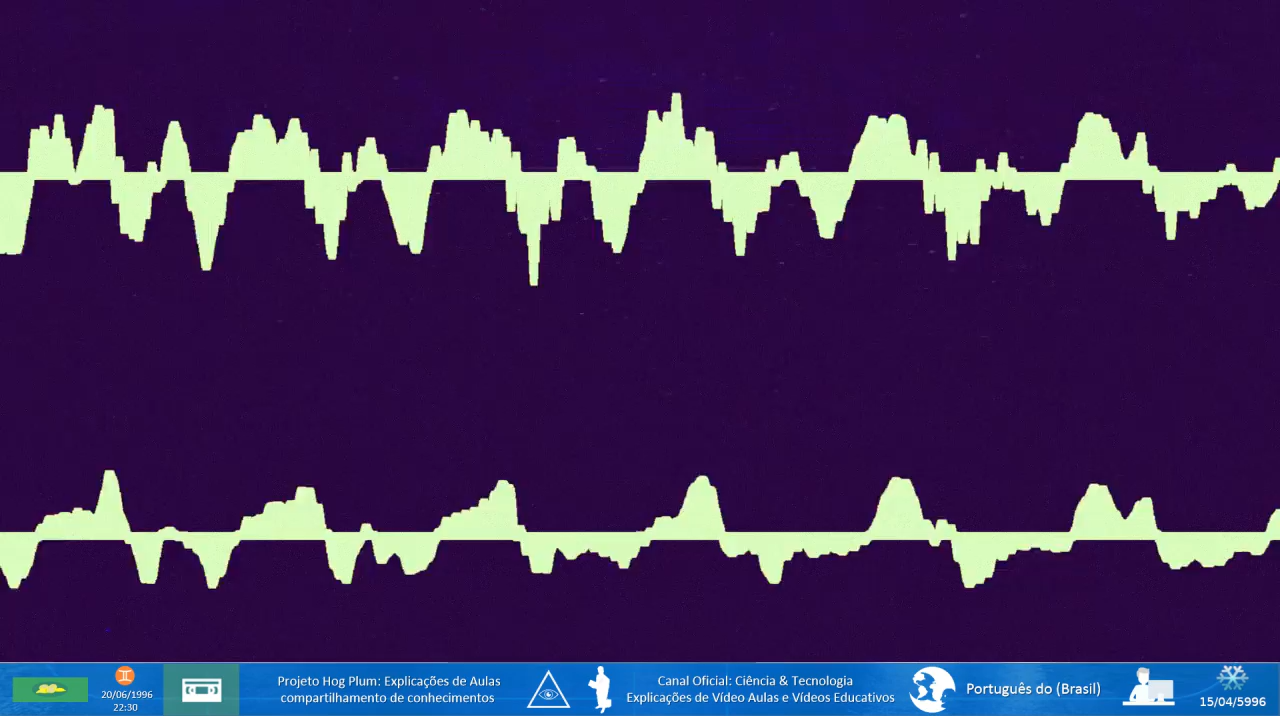 20/06/1996
22:30
Projeto Hog Plum: Explicações de Aulas
compartilhamento de conhecimentos
Canal Oficial: Ciência & Tecnologia
Explicações de Vídeo Aulas e Vídeos Educativos
Português do (Brasil)
15/04/5996